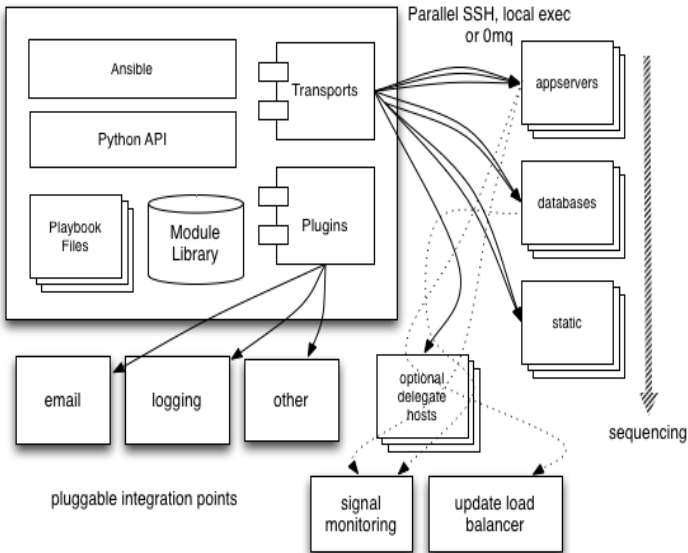 Parallel SSH, local exec
or 0mq
Ansible
Transports
appservers
Python API
Playbook
Files
Module
Library
Plugins
databases
static
email
logging
other
optional
delegate
hosts
sequencing
pluggable integration points
signal
monitoring
update load
balancer